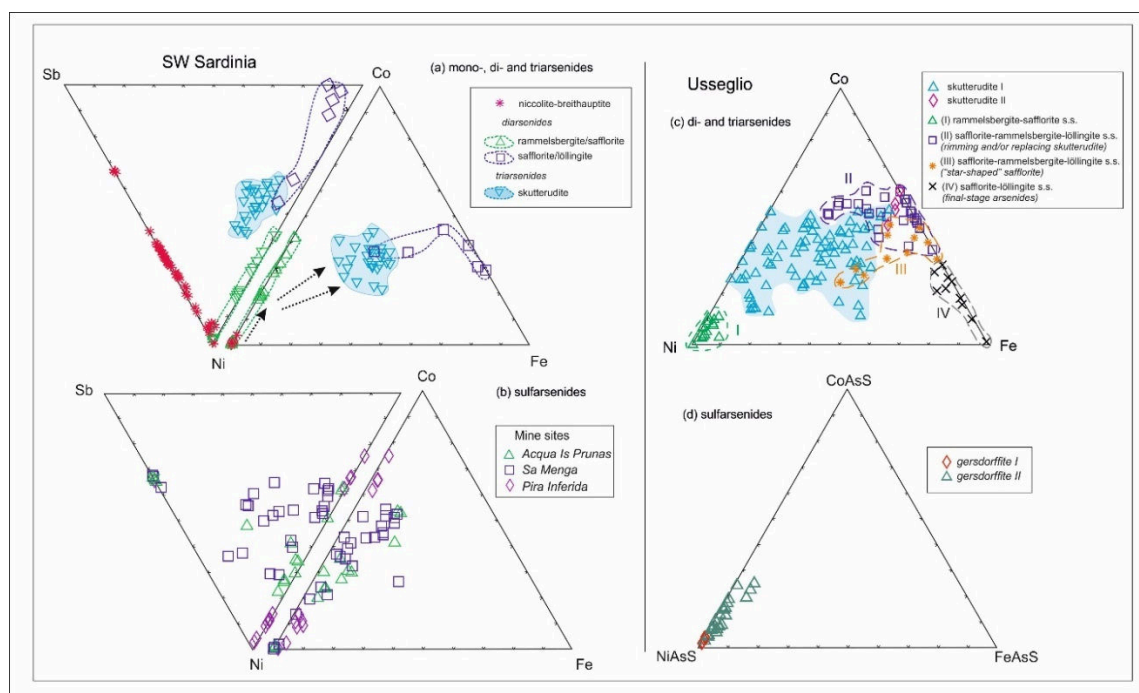 SW Sardinia
Sb
Co
(a) mono-, di- and triarsenides
niccolite-breithauptite
diarsenides
rammelsbergite/safflorite
safflorite/löllingite
triarsenides
skutterudite
Ni
Fe
Sb
Co
(b) sulfarsenides
Mine sites
Acqua Is Prunas
Sa Menga
Pira Inferida
Ni
Fe
Usseglio
Co
(c) di- and triarsenides
skutterudite I
skutterudite II
(I) rammelsbergite-safflorite s.s.
(II) safflorite-rammelsbergite-löllingite s.s.
(rimming and/or replacing skutterudite)
(III) safflorite-rammelsbergite-löllingite s.s.
("star-shaped" safflorite)
(IV) safflorite-löllingite s.s.
(final-stage arsenides)
II
III
IV
I
Ni
Fe
CoAsS
(d) sulfarsenides
gersdorffite I
gersdorffite II
NiAsS
FeAsS